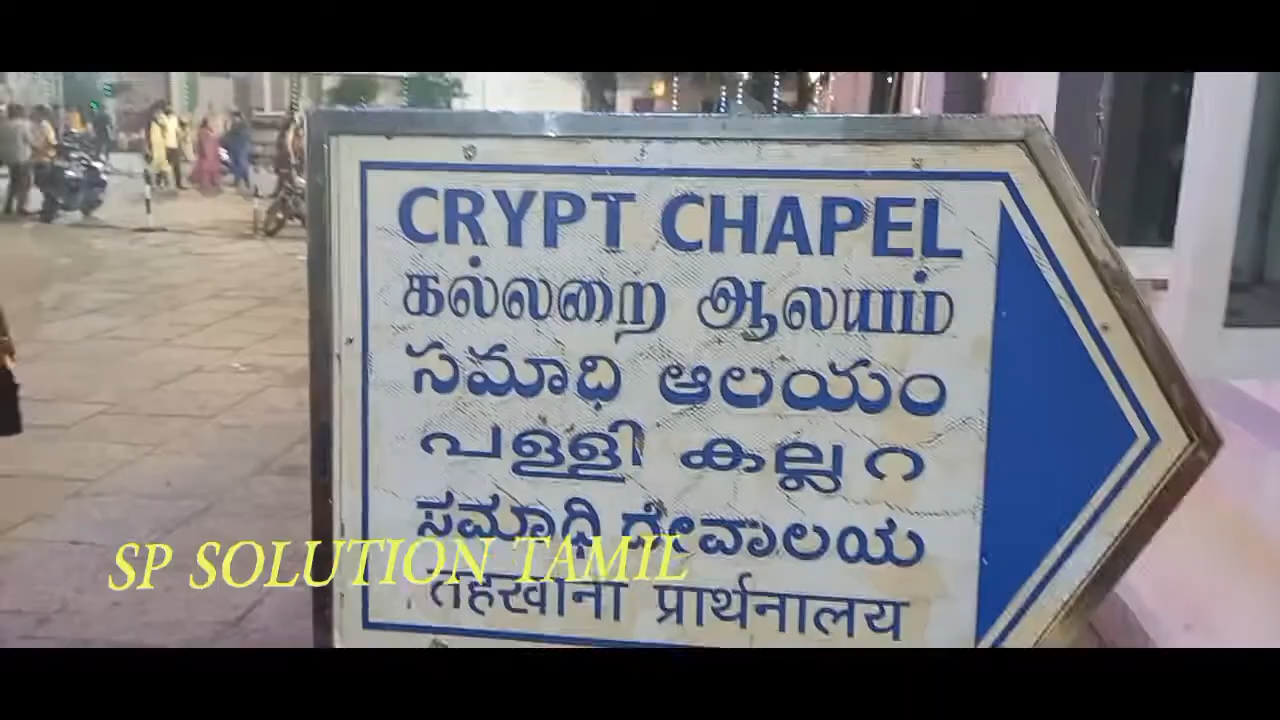 CRYPT CHAPEL
கல்லறை ஆலயம்
సమాధి ఆలయం
പള്ളി കല്ലറ
ಸಮಾಧಿ ದೇವಾಲಯ
तहखाना प्रार्थनालय
SP SOLUTION TAMIL